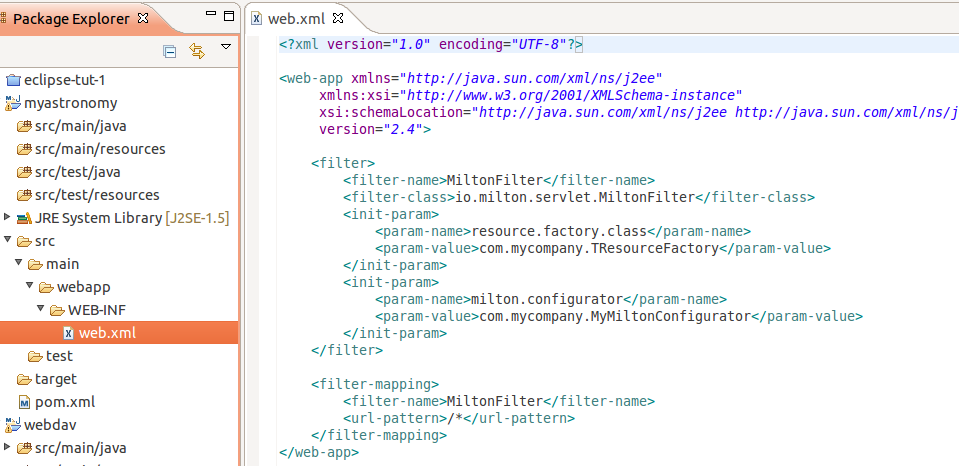 Package Explorer
eclipse-tut-1
myastronomy
src/main/java
src/main/resources
src/test/java
src/test/resources
JRE System Library [J2SE-1.5]
src
main
webapp
WEB-INF
web.xml
test
target
pom.xml
webdav
src/main/java
web.xml
<?xml version="1.0" encoding="UTF-8"?>
<web-app xmlns="http://java.sun.com/xml/ns/j2ee"
xmlns:xsi="http://www.w3.org/2001/XMLSchema-instance"
xsi:schemaLocation="http://java.sun.com/xml/ns/j2ee http://java.sun.com/xml/ns/j
version="2.4">
<filter>
<filter-name>MiltonFilter</filter-name>
<filter-class>io.milton.servlet.MiltonFilter</filter-class>
<init-param>
<param-name>resource.factory.class</param-name>
<param-value>com.mycompany.TResourceFactory</param-value>
</init-param>
<init-param>
<param-name>milton.configurator</param-name>
<param-value>com.mycompany.MyMiltonConfigurator</param-value>
</init-param>
</filter>
<filter-mapping>
<filter-name>MiltonFilter</filter-name>
<url-pattern>/*</url-pattern>
</filter-mapping>
</web-app>